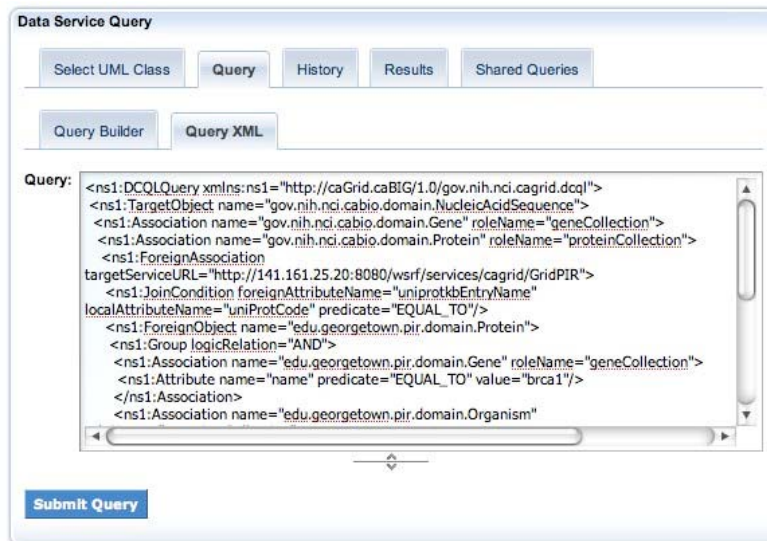 Data Service Query
Select UML Class Query History Results Shared Queries
Query Builder Query XML
Query:
<ns1:DCQLQuery xmlns:ns1="http://caGrid.caBIG/1.0/gov.nih.nci.cagrid.dcql">
<ns1:TargetObject name="gov.nih.nci.cabio.domain.NucleicAcidSequence">
<ns1:Association name="gov.nih.nci.cabio.domain.Gene" roleName="geneCollection">
<ns1:Association name="gov.nih.nci.cabio.domain.Protein" roleName="proteinCollection">
<ns1:ForeignAssociation
targetServiceURL="http://141.161.25.20:8080/wsrf/services/cagrid/GridPIR">
<ns1:JoinCondition foreignAttributeName="uniprotkbEntryName"
localAttributeName="uniProtCode" predicate="EQUAL_TO"/>
<ns1:ForeignObject name="edu.georgetown.pir.domain.Protein">
<ns1:Group logicRelation="AND">
<ns1:Association name="edu.georgetown.pir.domain.Gene" roleName="geneCollection">
<ns1:Attribute name="name" predicate="EQUAL_TO" value="brca1"/>
</ns1:Association>
<ns1:Association name="edu.georgetown.pir.domain.Organism"
Submit Query